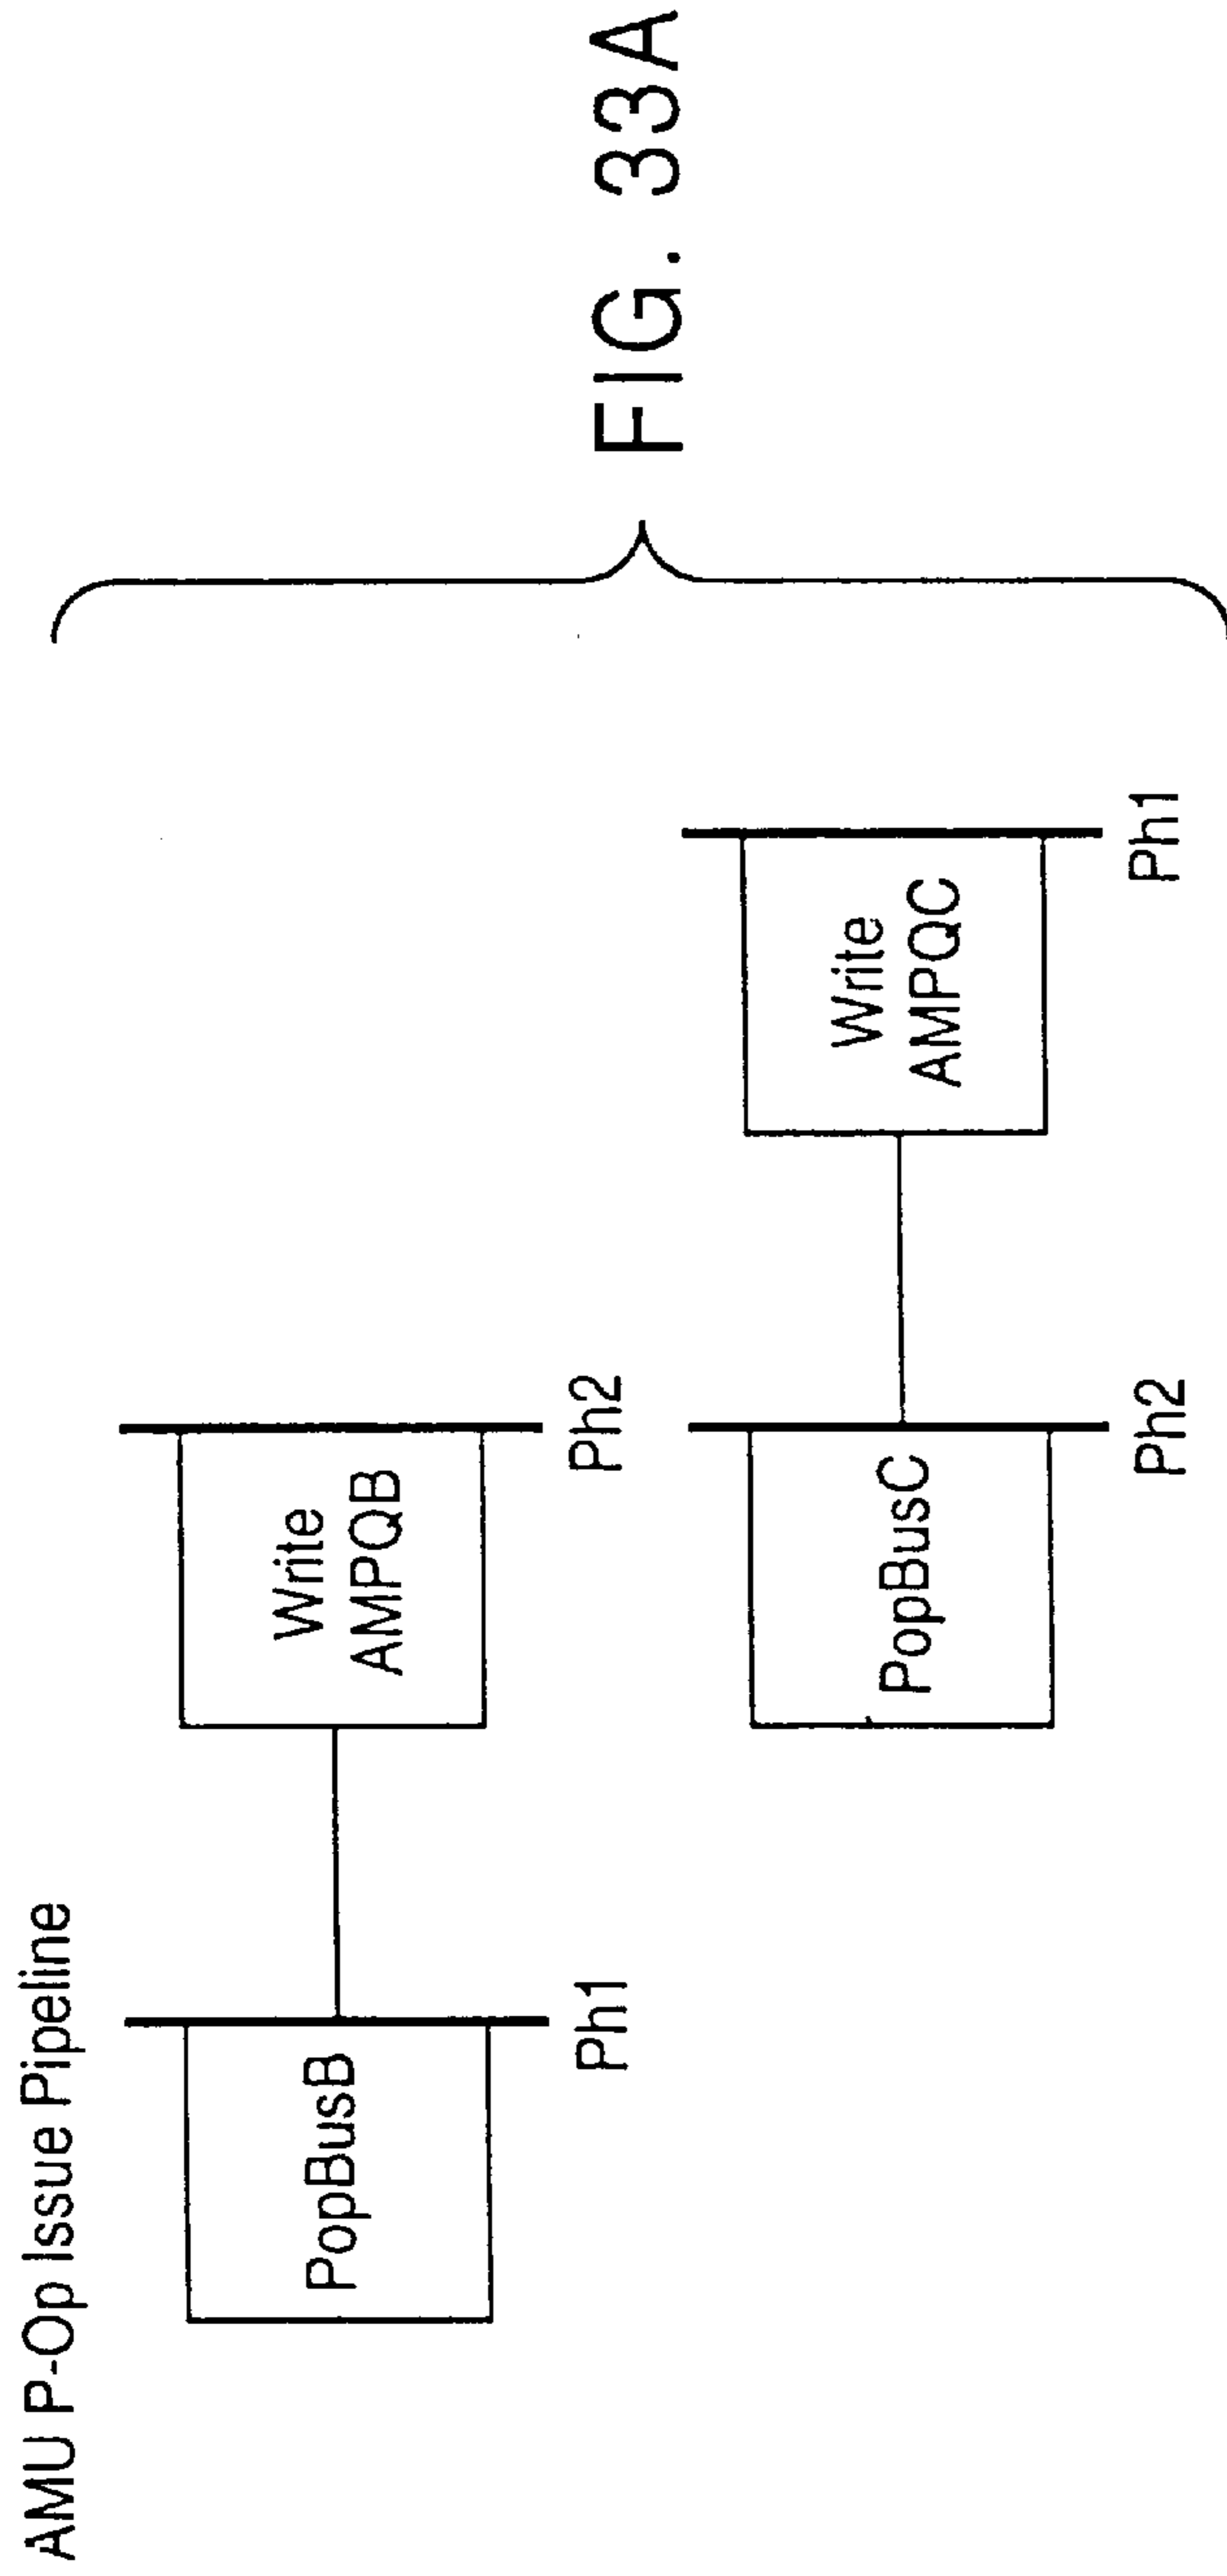 AMU P-Op Issue Pipeline
PopBusB
Ph1
Write
AMPQB
Ph2
PopBusC
Ph2
Write
AMPQC
Ph1
FIG. 33A